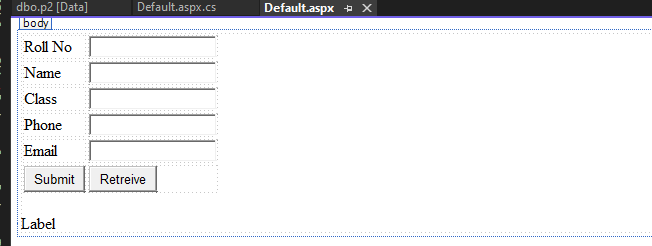 dbo.p2 [Data] Default.aspx.cs Default.aspx
body
Roll No
Name
Class
Phone
Email
Submit Retreive
Label